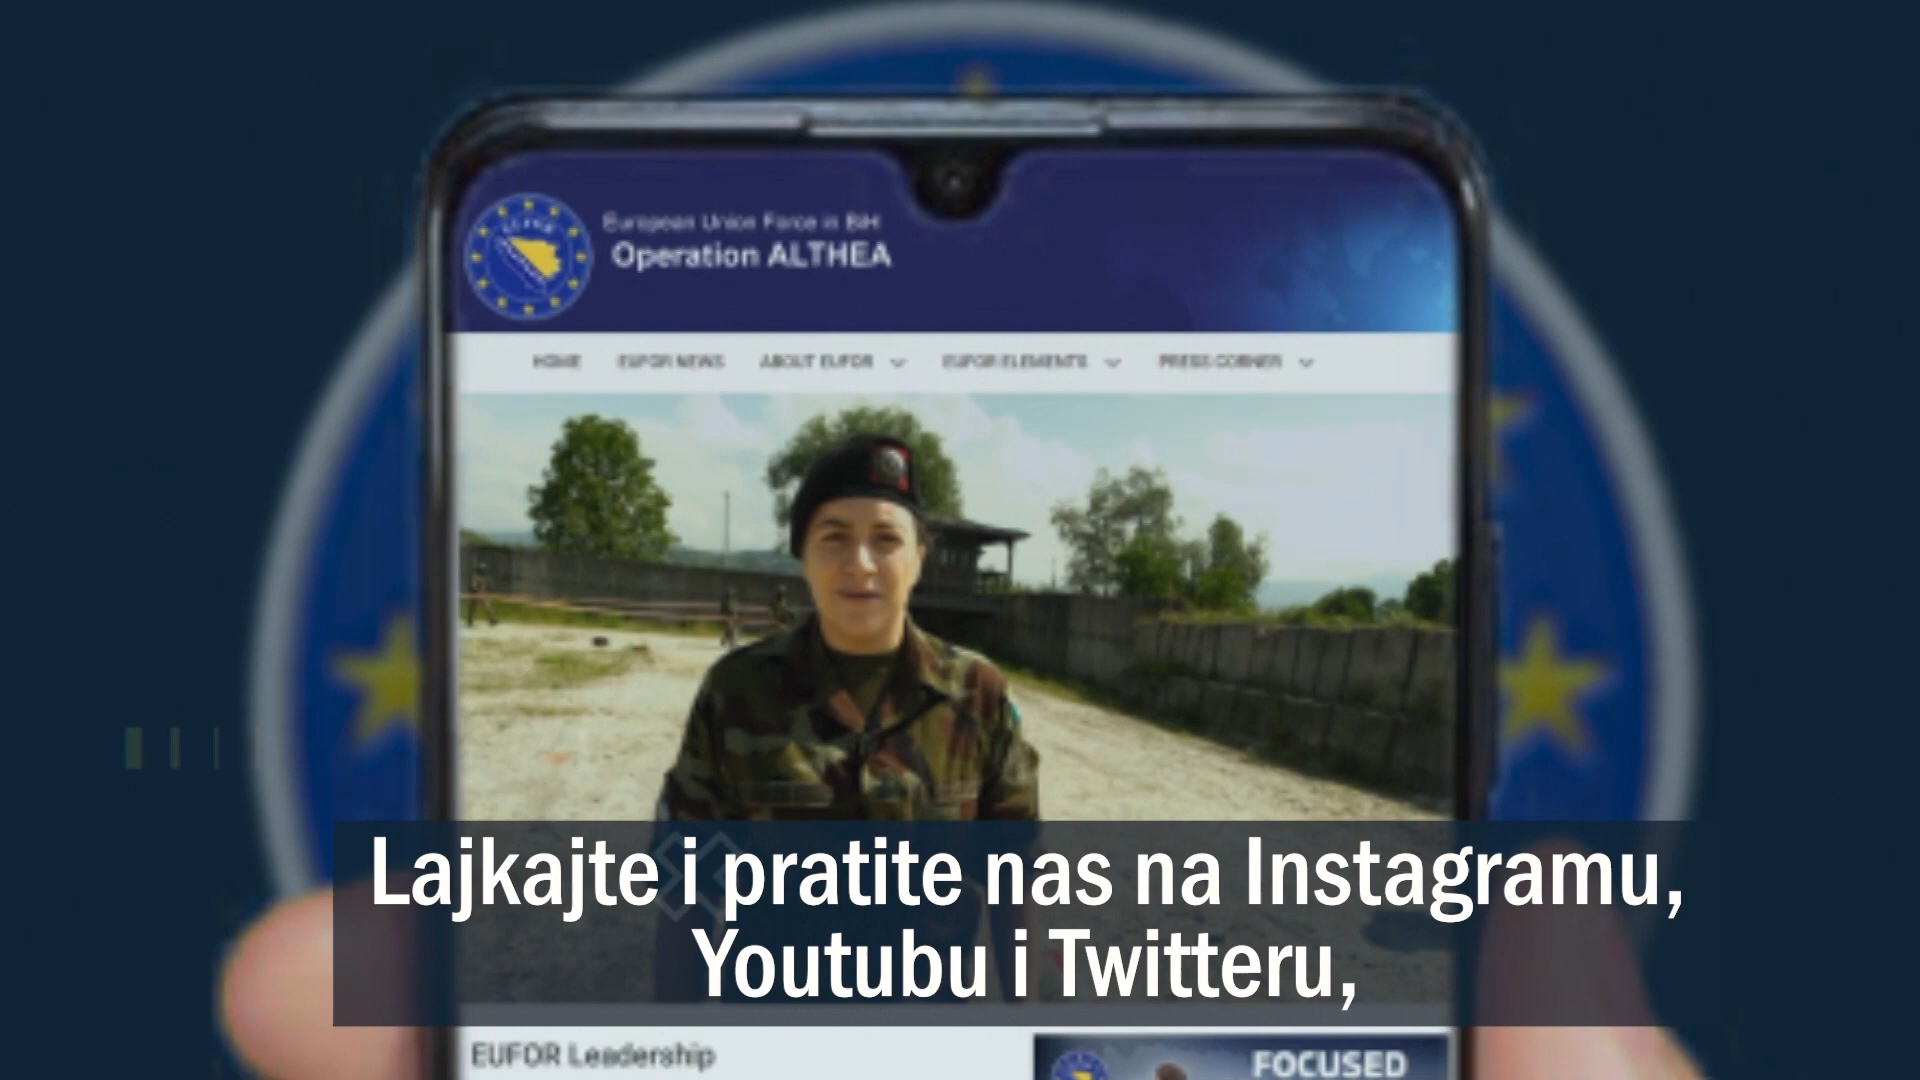 European Union Force in BiH
Operation ALTHEA
HOME EUFOR NEWS ABOUT EUFOR EUFOR ELEMENTS PRESS CORNER
Lajkajte i pratite nas na Instagramu,
Youtubu i Twitteru,
EUFOR Leadership
FOCUSED